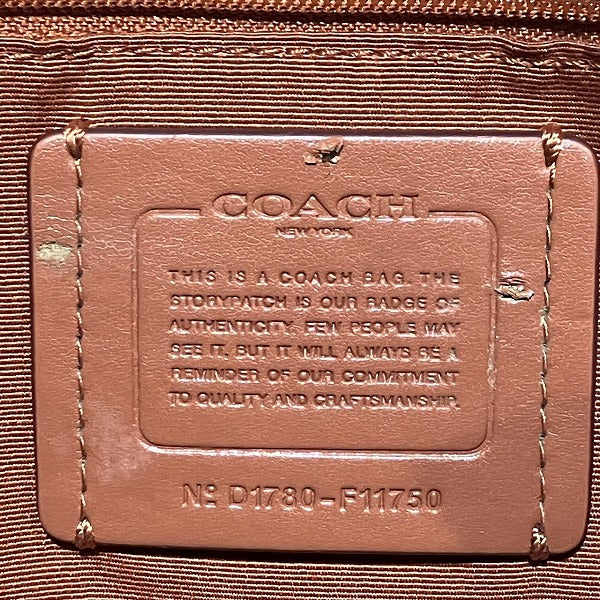 COACH
NEW YORK
THIS IS A COACH BAG. THE
STORYPATCH IS OUR BADGE OF
AUTHENTICITY. FEW PEOPLE MAY
SEE IT, BUT IT WILL ALWAYS BE A
REMINDER OF OUR COMMITMENT
TO QUALITY AND CRAFTSMANSHIP.
Nº D1780-F11750